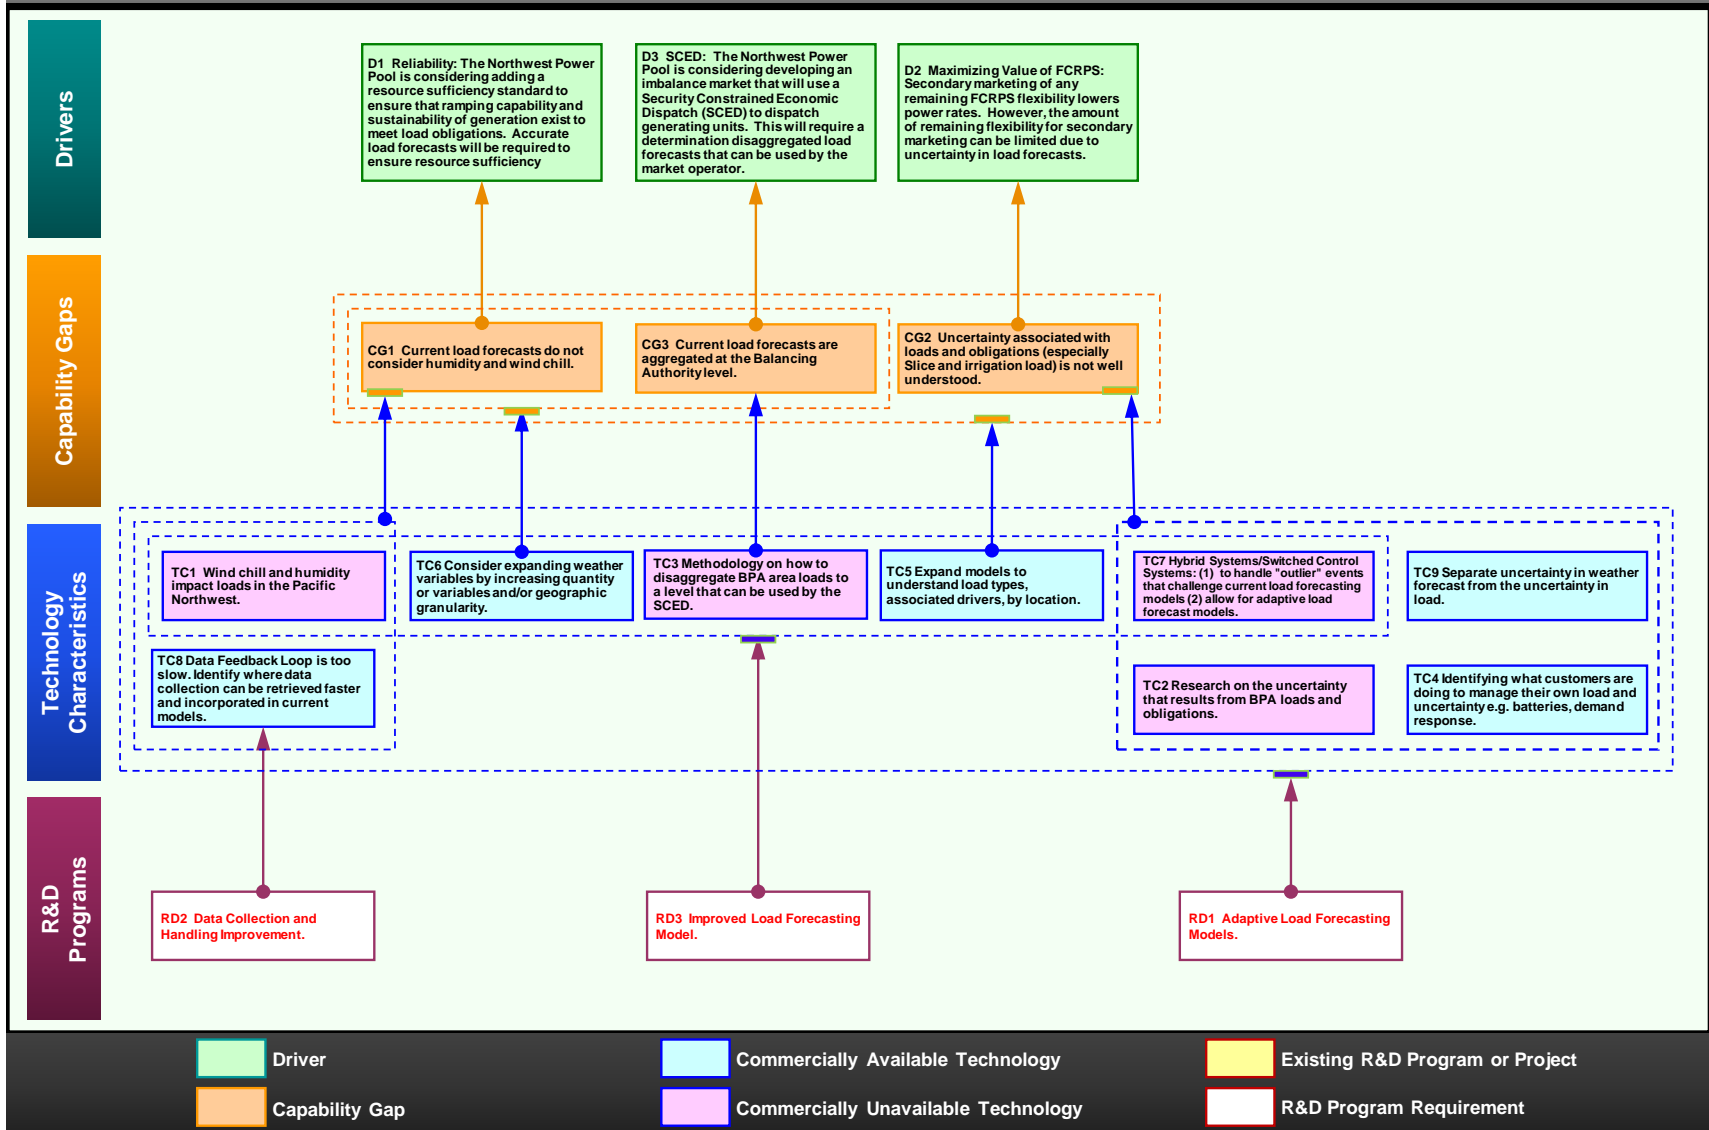 Drivers
D1 Reliability: The Northwest Power
Pool is considering adding a
resource sufficiency standard to
ensure that ramping capability and
sustainability of generation exist to
meet load obligations. Accurate
load forecasts will be required to
ensure resource sufficiency
D3 SCED: The Northwest Power
Pool is considering developing an
imbalance market that will use a
Security Constrained Economic
Dispatch (SCED) to dispatch
generating units. This will require a
determination disaggregated load
forecasts that can be used by the
market operator.
D2 Maximizing Value of FCRPS:
Secondary marketing of any
remaining FCRPS flexibility lowers
power rates. However, the amount
of remaining flexibility for secondary
marketing can be limited due to
uncertainty in load forecasts.
Capability Gaps
CG1 Current load forecasts do not
consider humidity and wind chill.
CG3 Current load forecasts are
aggregated at the Balancing
Authority level.
CG2 Uncertainty associated with
loads and obligations (especially
Slice and irrigation load) is not well
understood.
Technology
Characteristics
TC1 Wind chill and humidity
impact loads in the Pacific
Northwest.
TC6 Consider expanding weather
variables by increasing quantity
or variables and/or geographic
granularity.
TC3 Methodology on how to
disaggregate BPA area loads to
a level that can be used by the
SCED.
TC5 Expand models to
understand load types,
associated drivers, by location.
TC7 Hybrid Systems/Switched Control
Systems: (1) to handle "outlier" events
that challenge current load forecasting
models (2) allow for adaptive load
forecast models.
TC9 Separate uncertainty in weather
forecast from the uncertainty in
load.
TC8 Data Feedback Loop is too
slow. Identify where data
collection can be retrieved faster
and incorporated in current
models.
TC2 Research on the uncertainty
that results from BPA loads and
obligations.
TC4 Identifying what customers are
doing to manage their own load and
uncertainty e.g. batteries, demand
response.
R&D
Programs
RD2 Data Collection and
Handling Improvement.
RD3 Improved Load Forecasting
Model.
RD1 Adaptive Load Forecasting
Models.
Driver
Commercially Available Technology
Existing R&D Program or Project
Capability Gap
Commercially Unavailable Technology
R&D Program Requirement